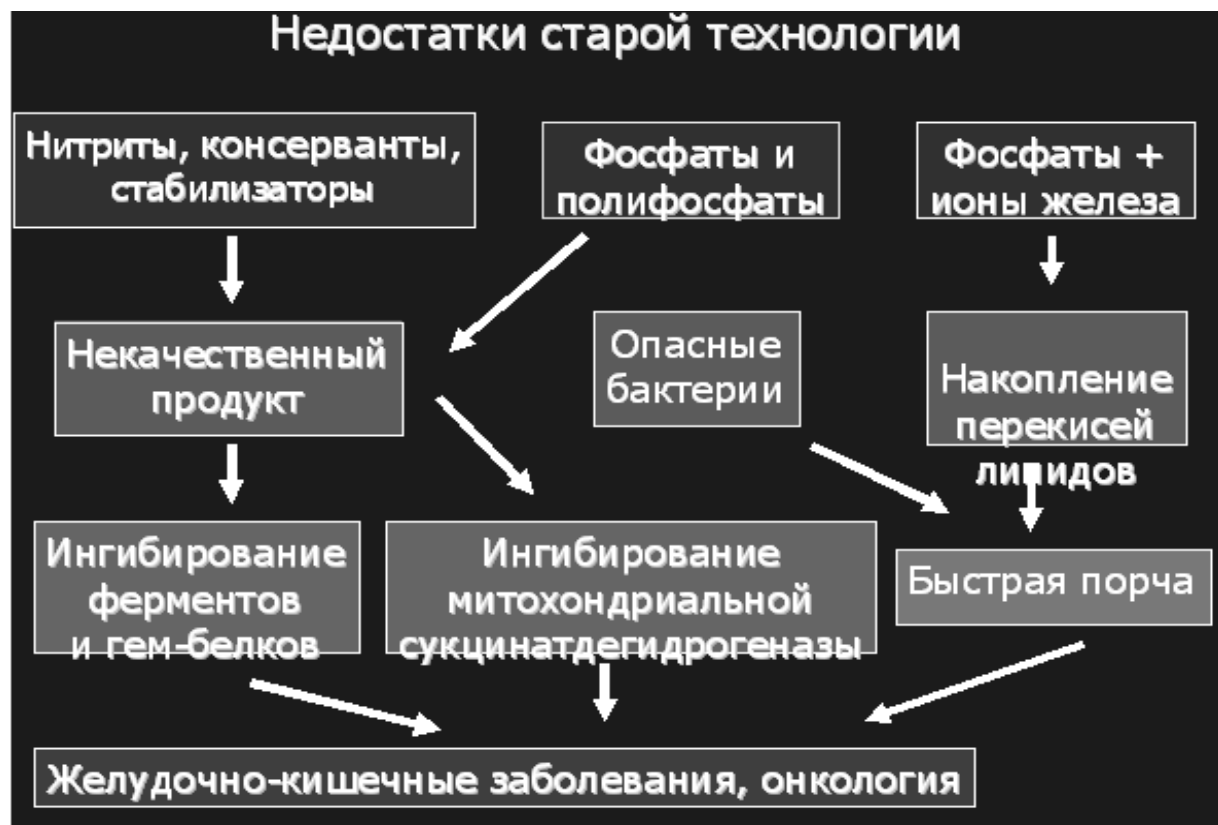 Недостатки старой технологии
Нитриты, консерванты,
стабилизаторы
Фосфаты и
полифосфаты
Фосфаты +
ионы железа
Некачественный
продукт
Опасные
бактерии
Накопление
перекисей
липидов
Ингибирование
ферментов
и гем-белков
Ингибирование
митохондриальной
сукцинатдегидрогеназы
Быстрая порча
Желудочно-кишечные заболевания, онкология